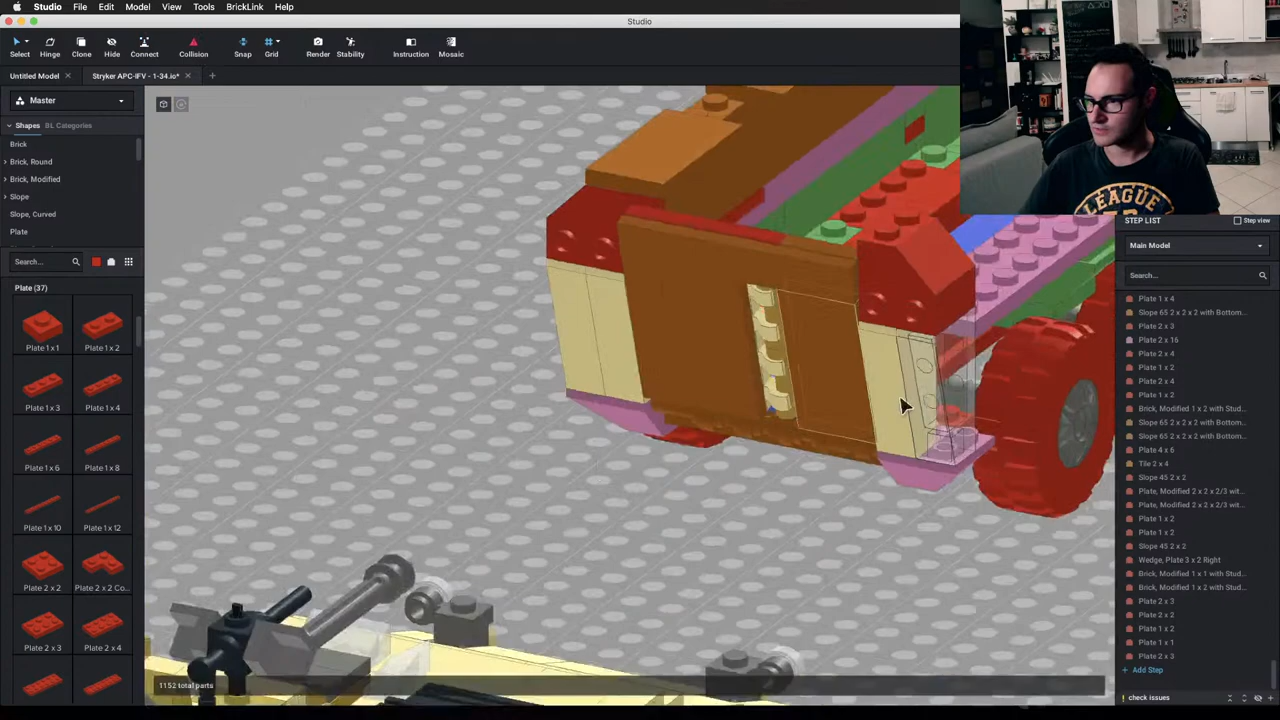 Studio File Edit Model View Tools BrickLink Help
Studio
Select Hinge Clone Hide Connect Collision Snap Grid Render Stability Instruction Mosaic
Untitled Model × Stryker APC-IFV - 1-34.io* × +
Master
Shapes BL Categories
Brick
Brick, Round
Brick, Modified
Slope
Slope, Curved
Plate
Search...
Plate (37)
Plate 1 x 1 Plate 1 x 2
Plate 1 x 3 Plate 1 x 4
Plate 1 x 6 Plate 1 x 8
Plate 1 x 10 Plate 1 x 12
Plate 2 x 2 Plate 2 x 2 Co...
Plate 2 x 3 Plate 2 x 4
1152 total parts
LEAGUE
STEP LIST Step view
Main Model
Search...
Plate 1 x 4
Slope 65 2 x 2 x 2 with Bottom...
Plate 2 x 3
Plate 2 x 16
Plate 2 x 4
Plate 1 x 2
Plate 2 x 4
Plate 1 x 2
Brick, Modified 1 x 2 with Stud...
Slope 65 2 x 2 x 2 with Bottom...
Slope 65 2 x 2 x 2 with Bottom...
Plate 4 x 6
Tile 2 x 4
Slope 45 2 x 2
Plate, Modified 2 x 2 x 2/3 wit...
Plate, Modified 2 x 2 x 2/3 wit...
Plate 1 x 2
Plate 1 x 2
Slope 45 2 x 2
Wedge, Plate 3 x 2 Right
Brick, Modified 1 x 1 with Stud...
Brick, Modified 1 x 2 with Stud...
Plate 2 x 3
Plate 2 x 2
Plate 1 x 2
Plate 1 x 1
Plate 2 x 3
+ Add Step
! check issues